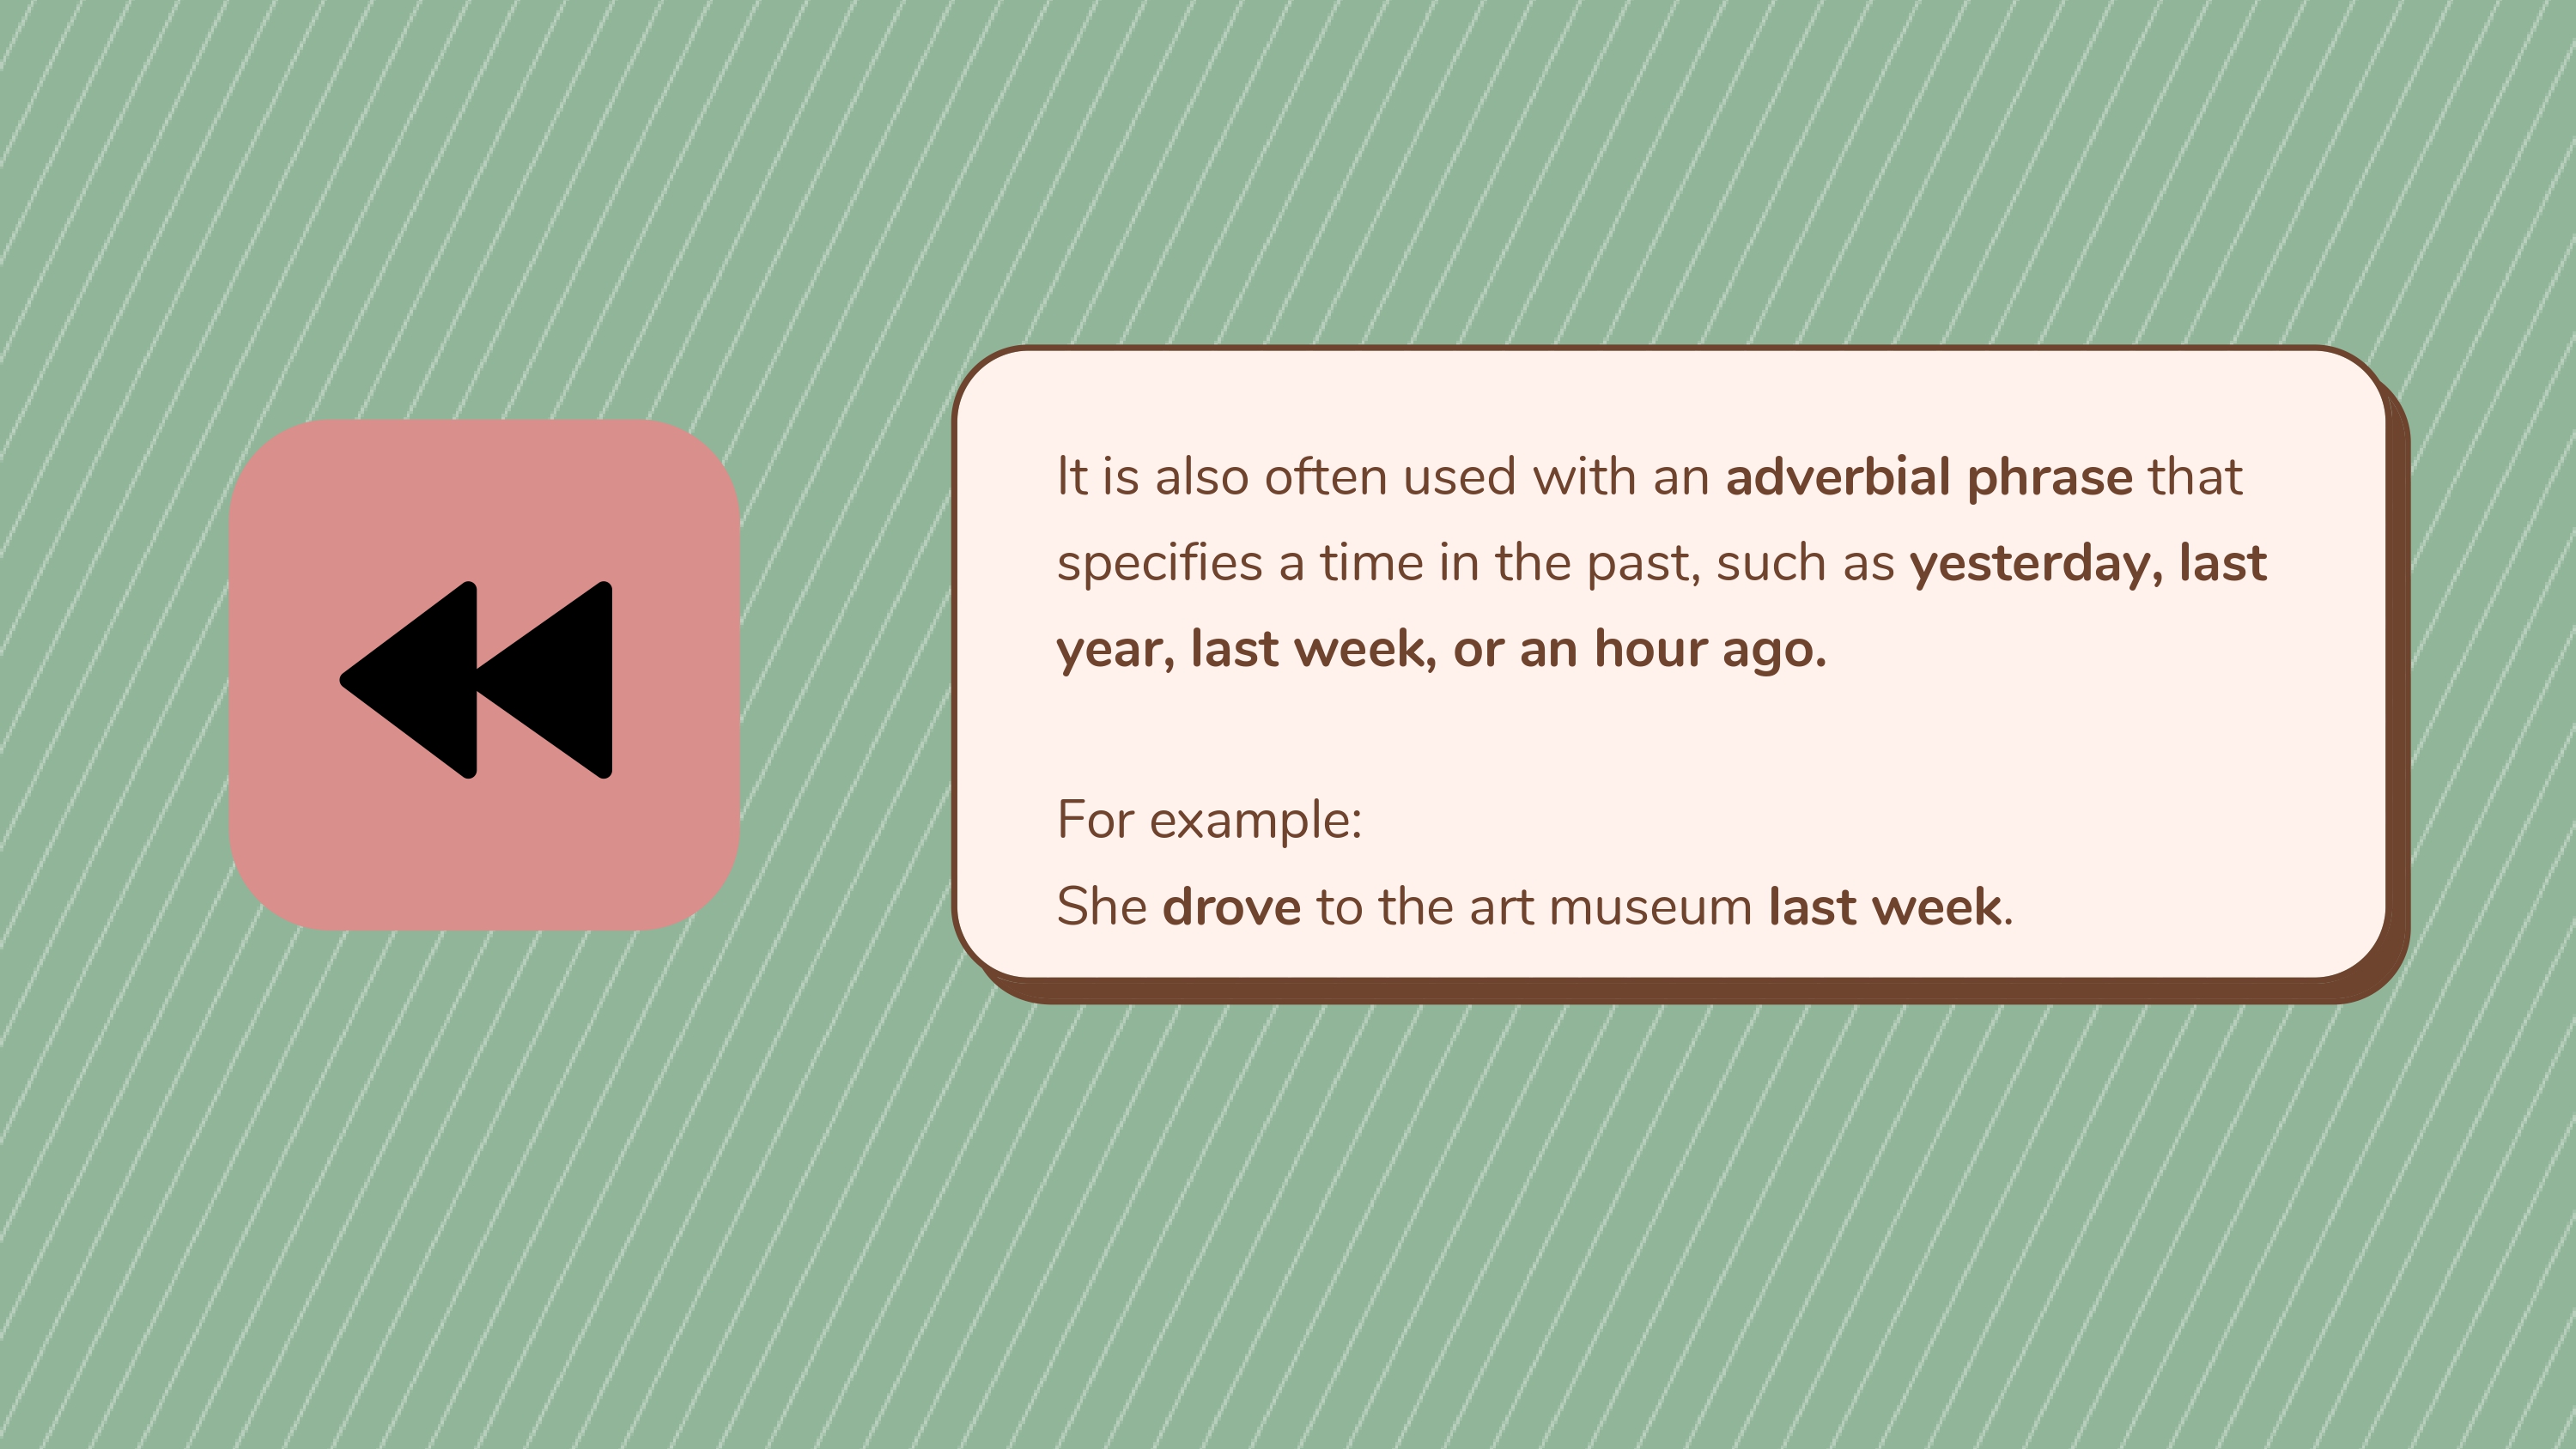 It is also often used with an adverbial phrase that
specifies a time in the past, such as yesterday, last
year, last week, or an hour ago.
For example:
She drove to the art museum last week.